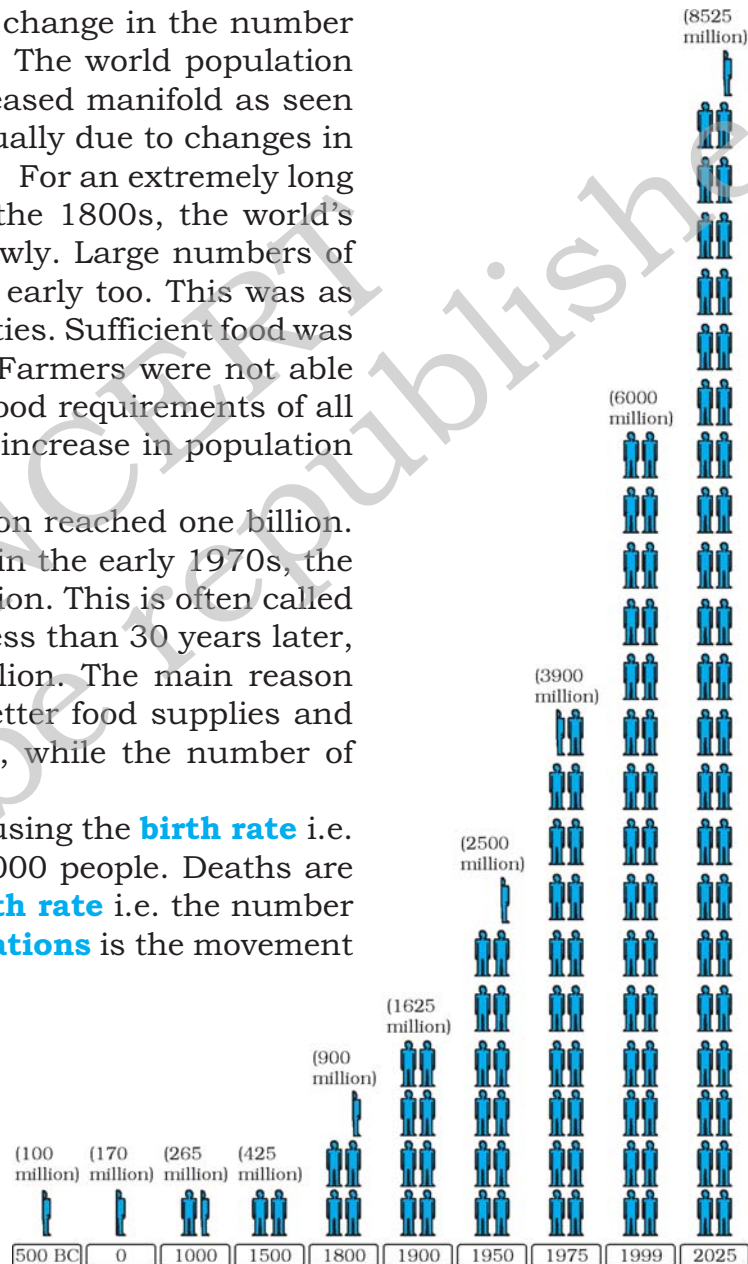 change in the number
The world population
eased manifold as seen
ually due to changes in
For an extremely long
the 1800s, the world's
wly. Large numbers of
early too. This was as
ties. Sufficient food was
Farmers were not able
ood requirements of all
increase in population
on reached one billion.
in the early 1970s, the
ion. This is often called
ess than 30 years later,
lion. The main reason
etter food supplies and
, while the number of
using the birth rate i.e.
000 people. Deaths are
th rate i.e. the number
ations is the movement
(8525
million)
(6000
million)
(3900
million)
(2500
million)
(1625
million)
(900
million)
(100 (170 (265 (425
million) million) million) million)
500 BC 0 1000 1500 1800 1900 1950 1975 1999 2025
NCERT
be republishe